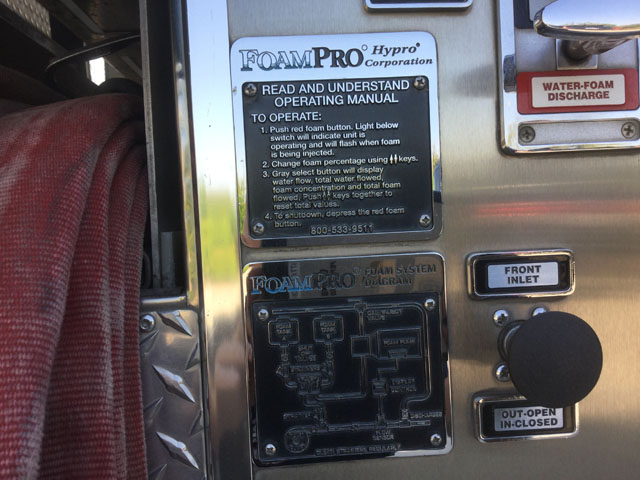 FOAMPRO Hypro® Corporation
READ AND UNDERSTAND
OPERATING MANUAL
TO OPERATE:
1. Push red foam button. Light below
switch will indicate unit is
operating and will flash when foam
is being injected.
2. Change foam percentage using keys.
3. Gray select button will display
water flow, total water flowed,
foam concentration and total foam
flowed. Push keys together to
reset total values.
4. To shutdown, depress the red foam
button.
800-533-9511
WATER-FOAM
DISCHARGE
FRONT
INLET
FOAMPRO FOAM SYSTEM
DIAGRAM
FOAM
TANK
FOAM
TANK
OUT-OPEN
IN-CLOSED